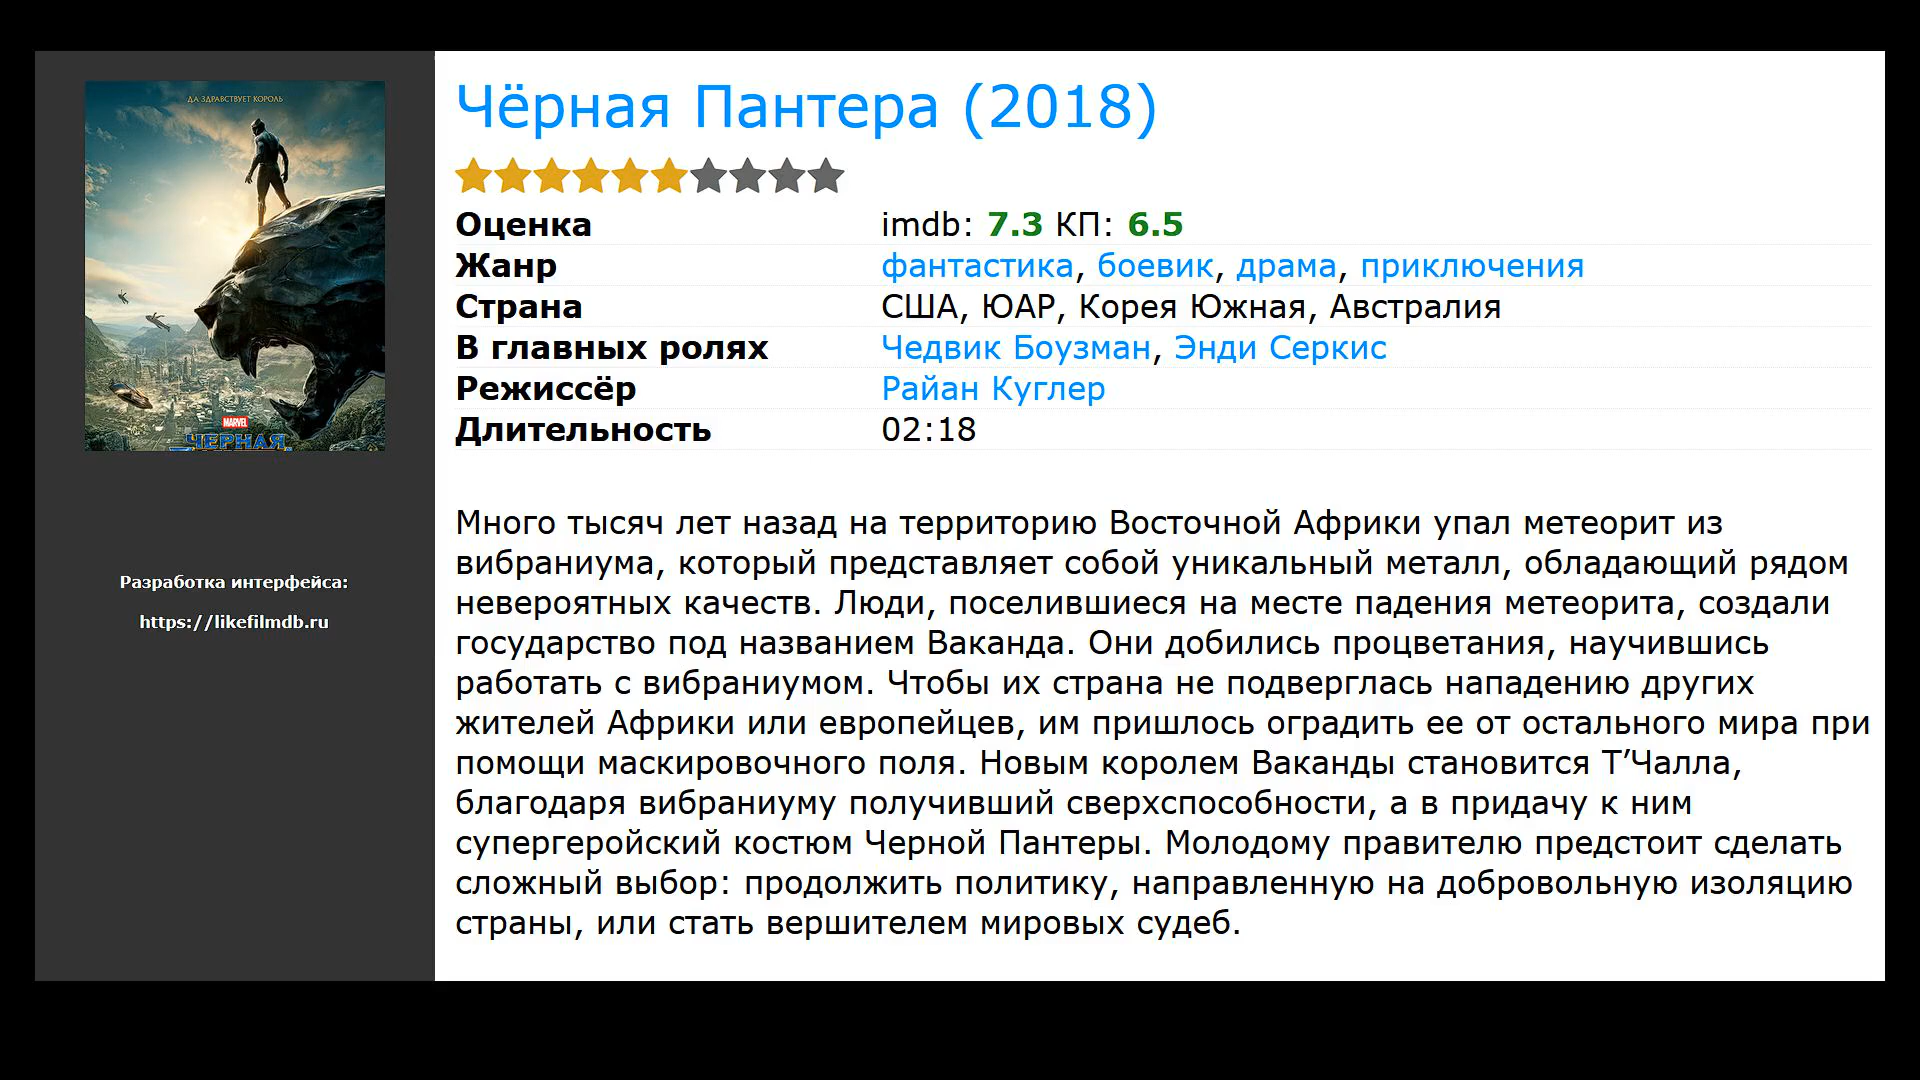 ДА ЗДРАВСТВУЕТ КОРОЛЬ
MARVEL
ЧЕРНАЯ
Разработка интерфейса:
https://likefilmdb.ru
Чёрная Пантера (2018)
Оценка imdb: 7.3 КП: 6.5
Жанр фантастика, боевик, драма, приключения
Страна США, ЮАР, Корея Южная, Австралия
В главных ролях Чедвик Боузман, Энди Серкис
Режиссёр Райан Куглер
Длительность 02:18
Много тысяч лет назад на территорию Восточной Африки упал метеорит из
вибраниума, который представляет собой уникальный металл, обладающий рядом
невероятных качеств. Люди, поселившиеся на месте падения метеорита, создали
государство под названием Ваканда. Они добились процветания, научившись
работать с вибраниумом. Чтобы их страна не подверглась нападению других
жителей Африки или европейцев, им пришлось оградить ее от остального мира при
помощи маскировочного поля. Новым королем Ваканды становится Т’Чалла,
благодаря вибраниуму получивший сверхспособности, а в придачу к ним
супергеройский костюм Черной Пантеры. Молодому правителю предстоит сделать
сложный выбор: продолжить политику, направленную на добровольную изоляцию
страны, или стать вершителем мировых судеб.